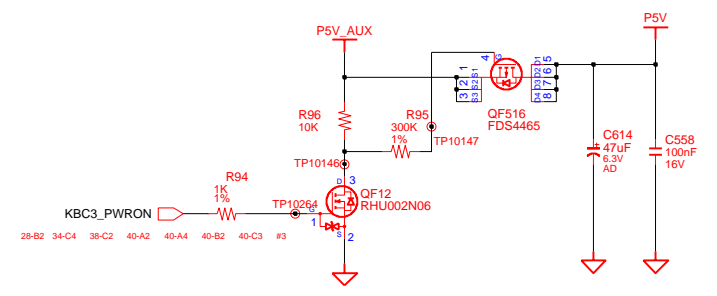 P5V_AUX
P5V
4
G
1
2
3
S1
S2
S3
D1
D2
D3
D4
5
6
7
8
R96
10K
R95
300K
1%
TP10147
QF516
FDS4465
C614
47uF
6.3V
AD
+
C558
100nF
16V
TP10146
D
3
QF12
RHU002N06
R94
1K
1%
TP10264
G
1
S
2
KBC3_PWRON
28-B2 34-C4 38-C2 40-A2 40-A4 40-B2 40-C3 #3